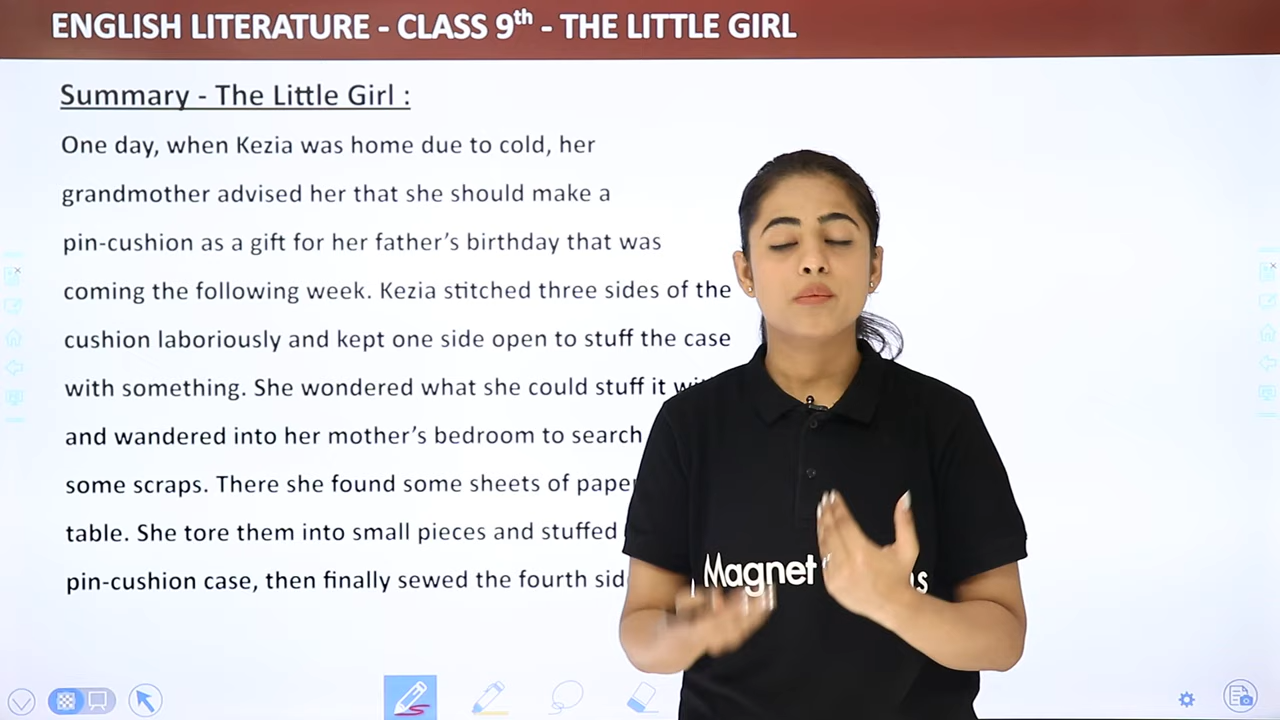 ENGLISH LITERATURE - CLASS 9th - THE LITTLE GIRL
Summary - The Little Girl :
One day, when Kezia was home due to cold, her
grandmother advised her that she should make a
pin-cushion as a gift for her father's birthday that was
coming the following week. Kezia stitched three sides of the
cushion laboriously and kept one side open to stuff the case
with something. She wondered what she could stuff it
and wandered into her mother's bedroom to search
some scraps. There she found some sheets of
table. She tore them into small pieces and stuffed
pin-cushion case, then finally sewed the fourth
Magnet